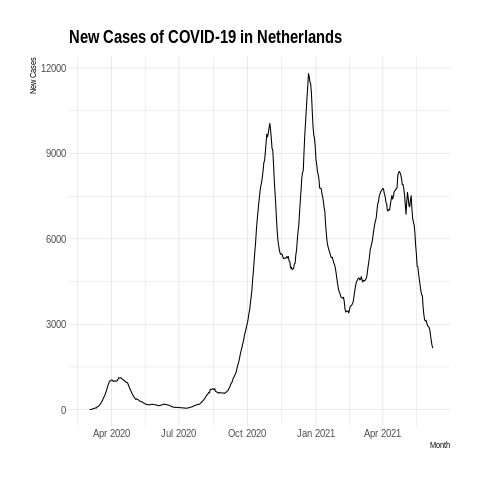 New Cases of COVID-19 in Netherlands
New Cases
12000
9000
6000
3000
0
Apr 2020 Jul 2020 Oct 2020 Jan 2021 Apr 2021
Month